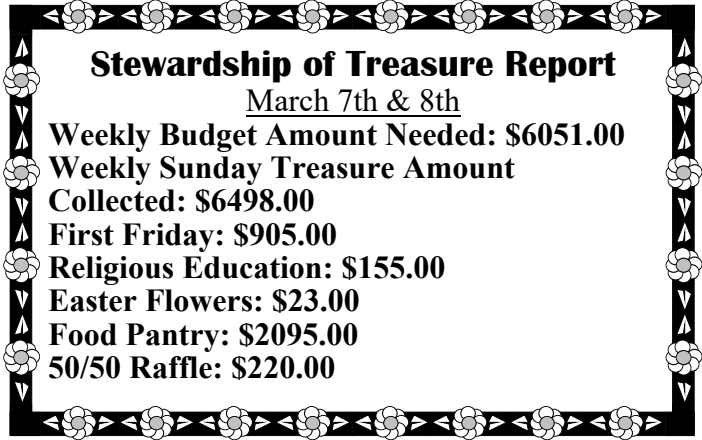 Stewardship of Treasure Report
March 7th & 8th
Weekly Budget Amount Needed: $6051.00
Weekly Sunday Treasure Amount
Collected: $6498.00
First Friday: $905.00
Religious Education: $155.00
Easter Flowers: $23.00
Food Pantry: $2095.00
50/50 Raffle: $220.00